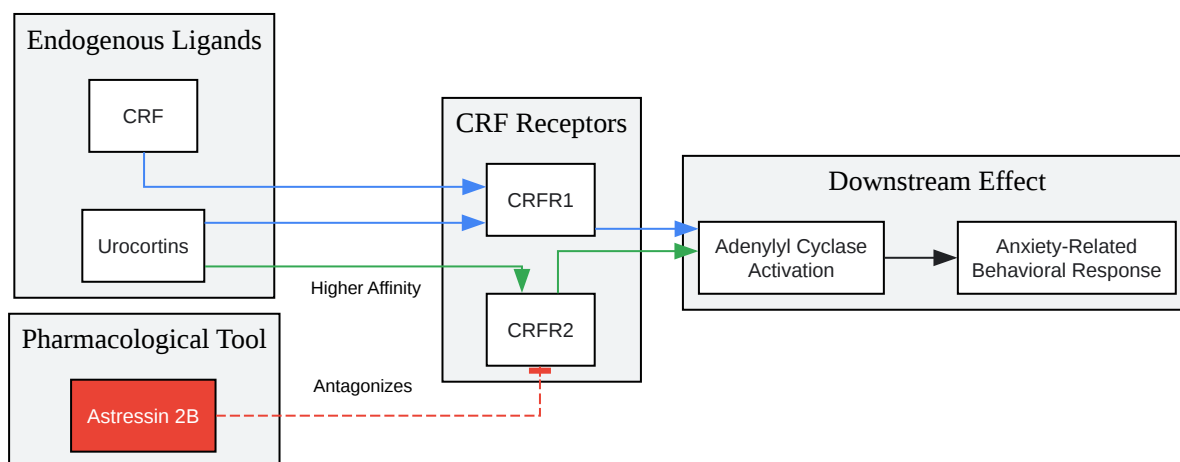 Endogenous Ligands
CRF
Urocortins
Higher Affinity
CRF Receptors
CRFR1
CRFR2
Downstream Effect
Adenylyl Cyclase
Activation
Anxiety-Related
Behavioral Response
Pharmacological Tool
Astressin 2B
Antagonizes